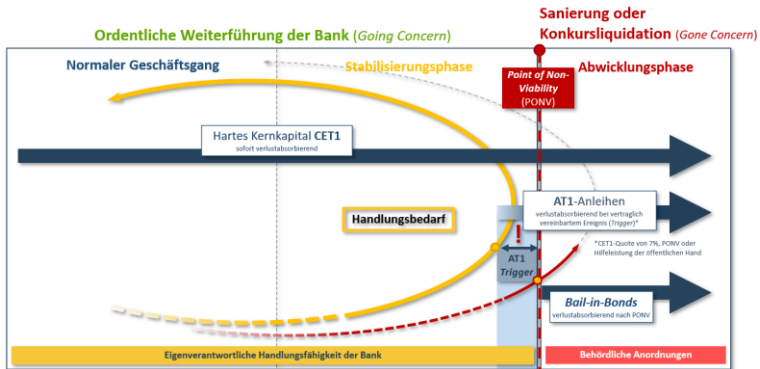 Ordentliche Weiterführung der Bank (Going Concern)
Sanierung oder
Konkursliquidation (Gone Concern)
Normaler Geschäftsgang
Stabilisierungsphase
Point of Non-
Viability
(PONV)
Abwicklungsphase
Hartes Kernkapital CET1
sofort verlustabsorbierend
AT1-Anleihen
verlustabsorbierend bei vertraglich
vereinbartem Ereignis (Trigger)*
Handlungsbedarf
!
AT1
Trigger
*CET1-Quote von 7%, PONV oder
Hilfeleistung der öffentlichen Hand
Bail-in-Bonds
verlustabsorbierend nach PONV
Eigenverantwortliche Handlungsfähigkeit der Bank
Behördliche Anordnungen